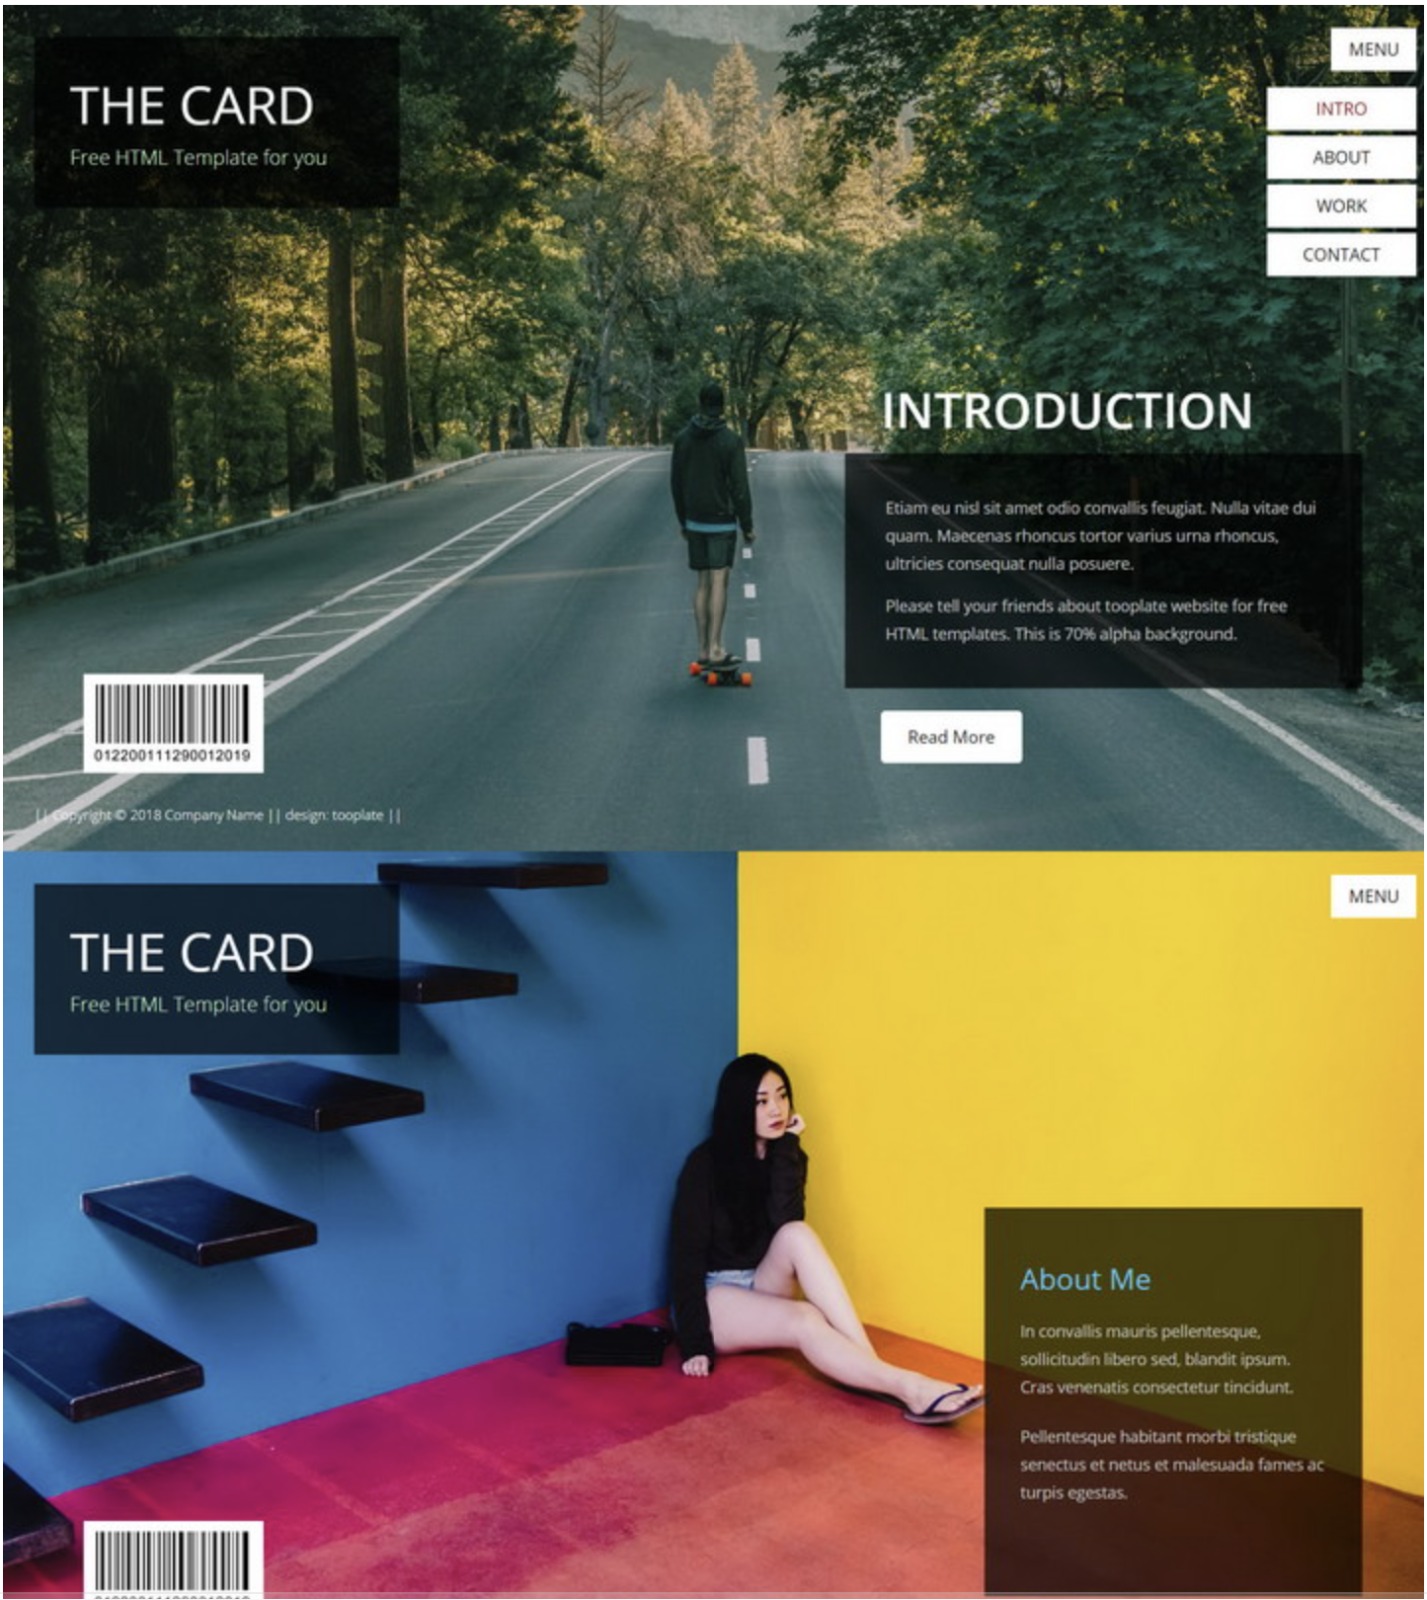 THE CARD
Free HTML Template for you
MENU
INTRO
ABOUT
WORK
CONTACT
INTRODUCTION
Etiam eu nisl sit amet odio convallis feugiat. Nulla vitae dui
quam. Maecenas rhoncus tortor varius urna rhoncus,
ultricies consequat nulla posuere.
Please tell your friends about tooplate website for free
HTML templates. This is 70% alpha background.
Read More
012200111290012019
|| Copyright © 2018 Company Name || design: tooplate ||
THE CARD
Free HTML Template for you
MENU
About Me
In convallis mauris pellentesque,
sollicitudin libero sed, blandit ipsum.
Cras venenatis consectetur tincidunt.
Pellentesque habitant morbi tristique
senectus et netus et malesuada fames ac
turpis egestas.